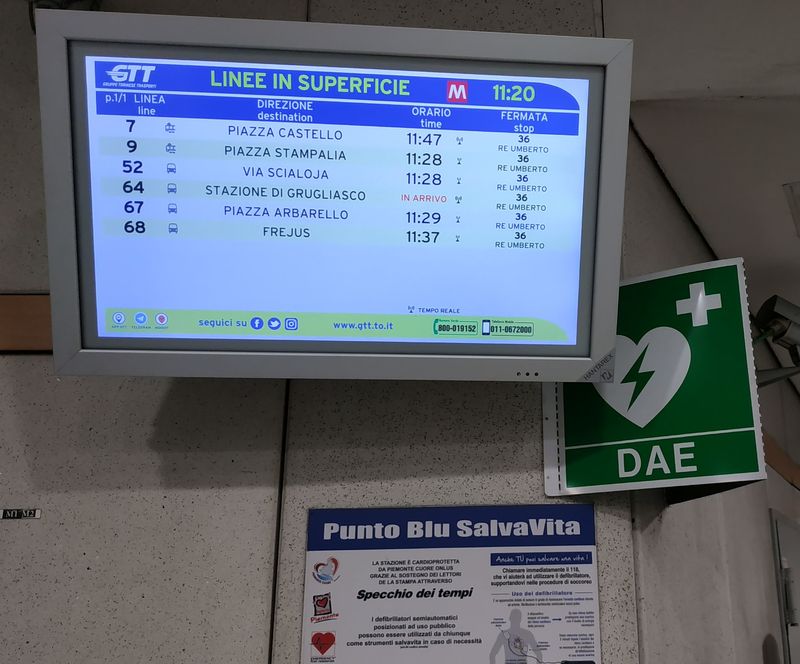 GTT LINEE IN SUPERFICIE M 11:20
GRUPPO TORINESE TRASPORTI
p.1/1 LINEA DIREZIONE ORARIO FERMATA
line destination time stop
7 PIAZZA CASTELLO 11:47 36 RE UMBERTO
9 PIAZZA STAMPALIA 11:28 36 RE UMBERTO
52 VIA SCIALOJA 11:28 36 RE UMBERTO
64 STAZIONE DI GRUGLIASCO IN ARRIVO 36 RE UMBERTO
67 PIAZZA ARBARELLO 11:29 36 RE UMBERTO
68 FREJUS 11:37 36 RE UMBERTO
TEMPO REALE
TELEGRAM seguici su www.gtt.to.it 800-019152 011-0672000
HANTAREX
DAE
M1 M2
Punto Blu SalvaVita
LA STAZIONE È CARDIOPROTETTA
DA PIEMONTE CUORE ONLUS
GRAZIE AL SOSTEGNO DEI LETTORI
DE LA STAMPA ATTRAVERSO
Specchio dei tempi
I defibrillatori semiautomatici
posizionati ad uso pubblico
possono essere utilizzati da chiunque
come strumenti salvavita in caso di necessità
Piemonte
Anche TU puoi salvare una vita!
Chiamare immediatamente il 118,
che vi aiuterà ad utilizzare il defibrillatore,
supportandovi nelle procedure di soccorso
Uso del defibrillatore